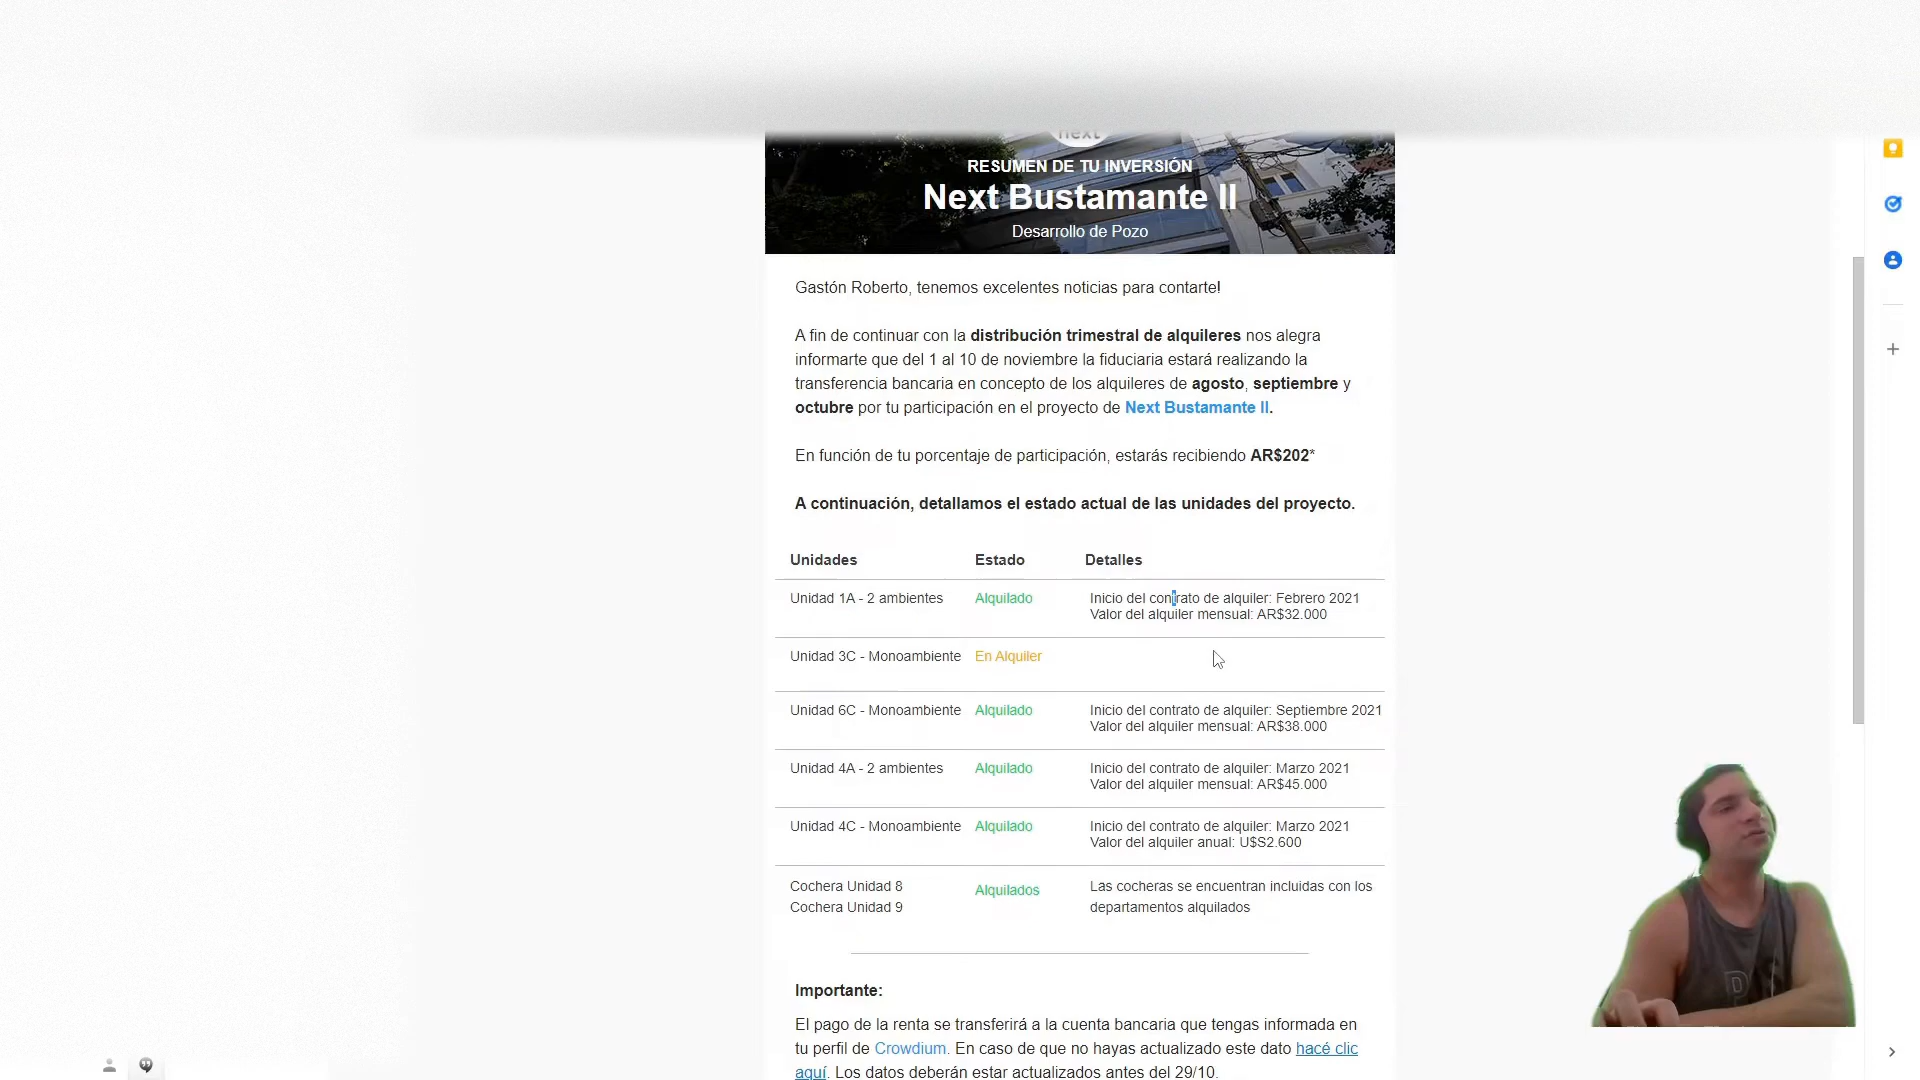 next
RESUMEN DE TU INVERSIÓN
Next Bustamante II
Desarrollo de Pozo
Gastón Roberto, tenemos excelentes noticias para contarte!
A fin de continuar con la distribución trimestral de alquileres nos alegra
informarte que del 1 al 10 de noviembre la fiduciaria estará realizando la
transferencia bancaria en concepto de los alquileres de agosto, septiembre y
octubre por tu participación en el proyecto de Next Bustamante II.
En función de tu porcentaje de participación, estarás recibiendo AR$202*
A continuación, detallamos el estado actual de las unidades del proyecto.
Unidades Estado Detalles
Unidad 1A - 2 ambientes Alquilado Inicio del contrato de alquiler: Febrero 2021
Valor del alquiler mensual: AR$32.000
Unidad 3C - Monoambiente En Alquiler
Unidad 6C - Monoambiente Alquilado Inicio del contrato de alquiler: Septiembre 2021
Valor del alquiler mensual: AR$38.000
Unidad 4A - 2 ambientes Alquilado Inicio del contrato de alquiler: Marzo 2021
Valor del alquiler mensual: AR$45.000
Unidad 4C - Monoambiente Alquilado Inicio del contrato de alquiler: Marzo 2021
Valor del alquiler anual: U$S2.600
Cochera Unidad 8 Alquilados Las cocheras se encuentran incluidas con los
Cochera Unidad 9 departamentos alquilados
Importante:
El pago de la renta se transferirá a la cuenta bancaria que tengas informada en
tu perfil de Crowdium. En caso de que no hayas actualizado este dato hacé clic
aquí. Los datos deberán estar actualizados antes del 29/10.